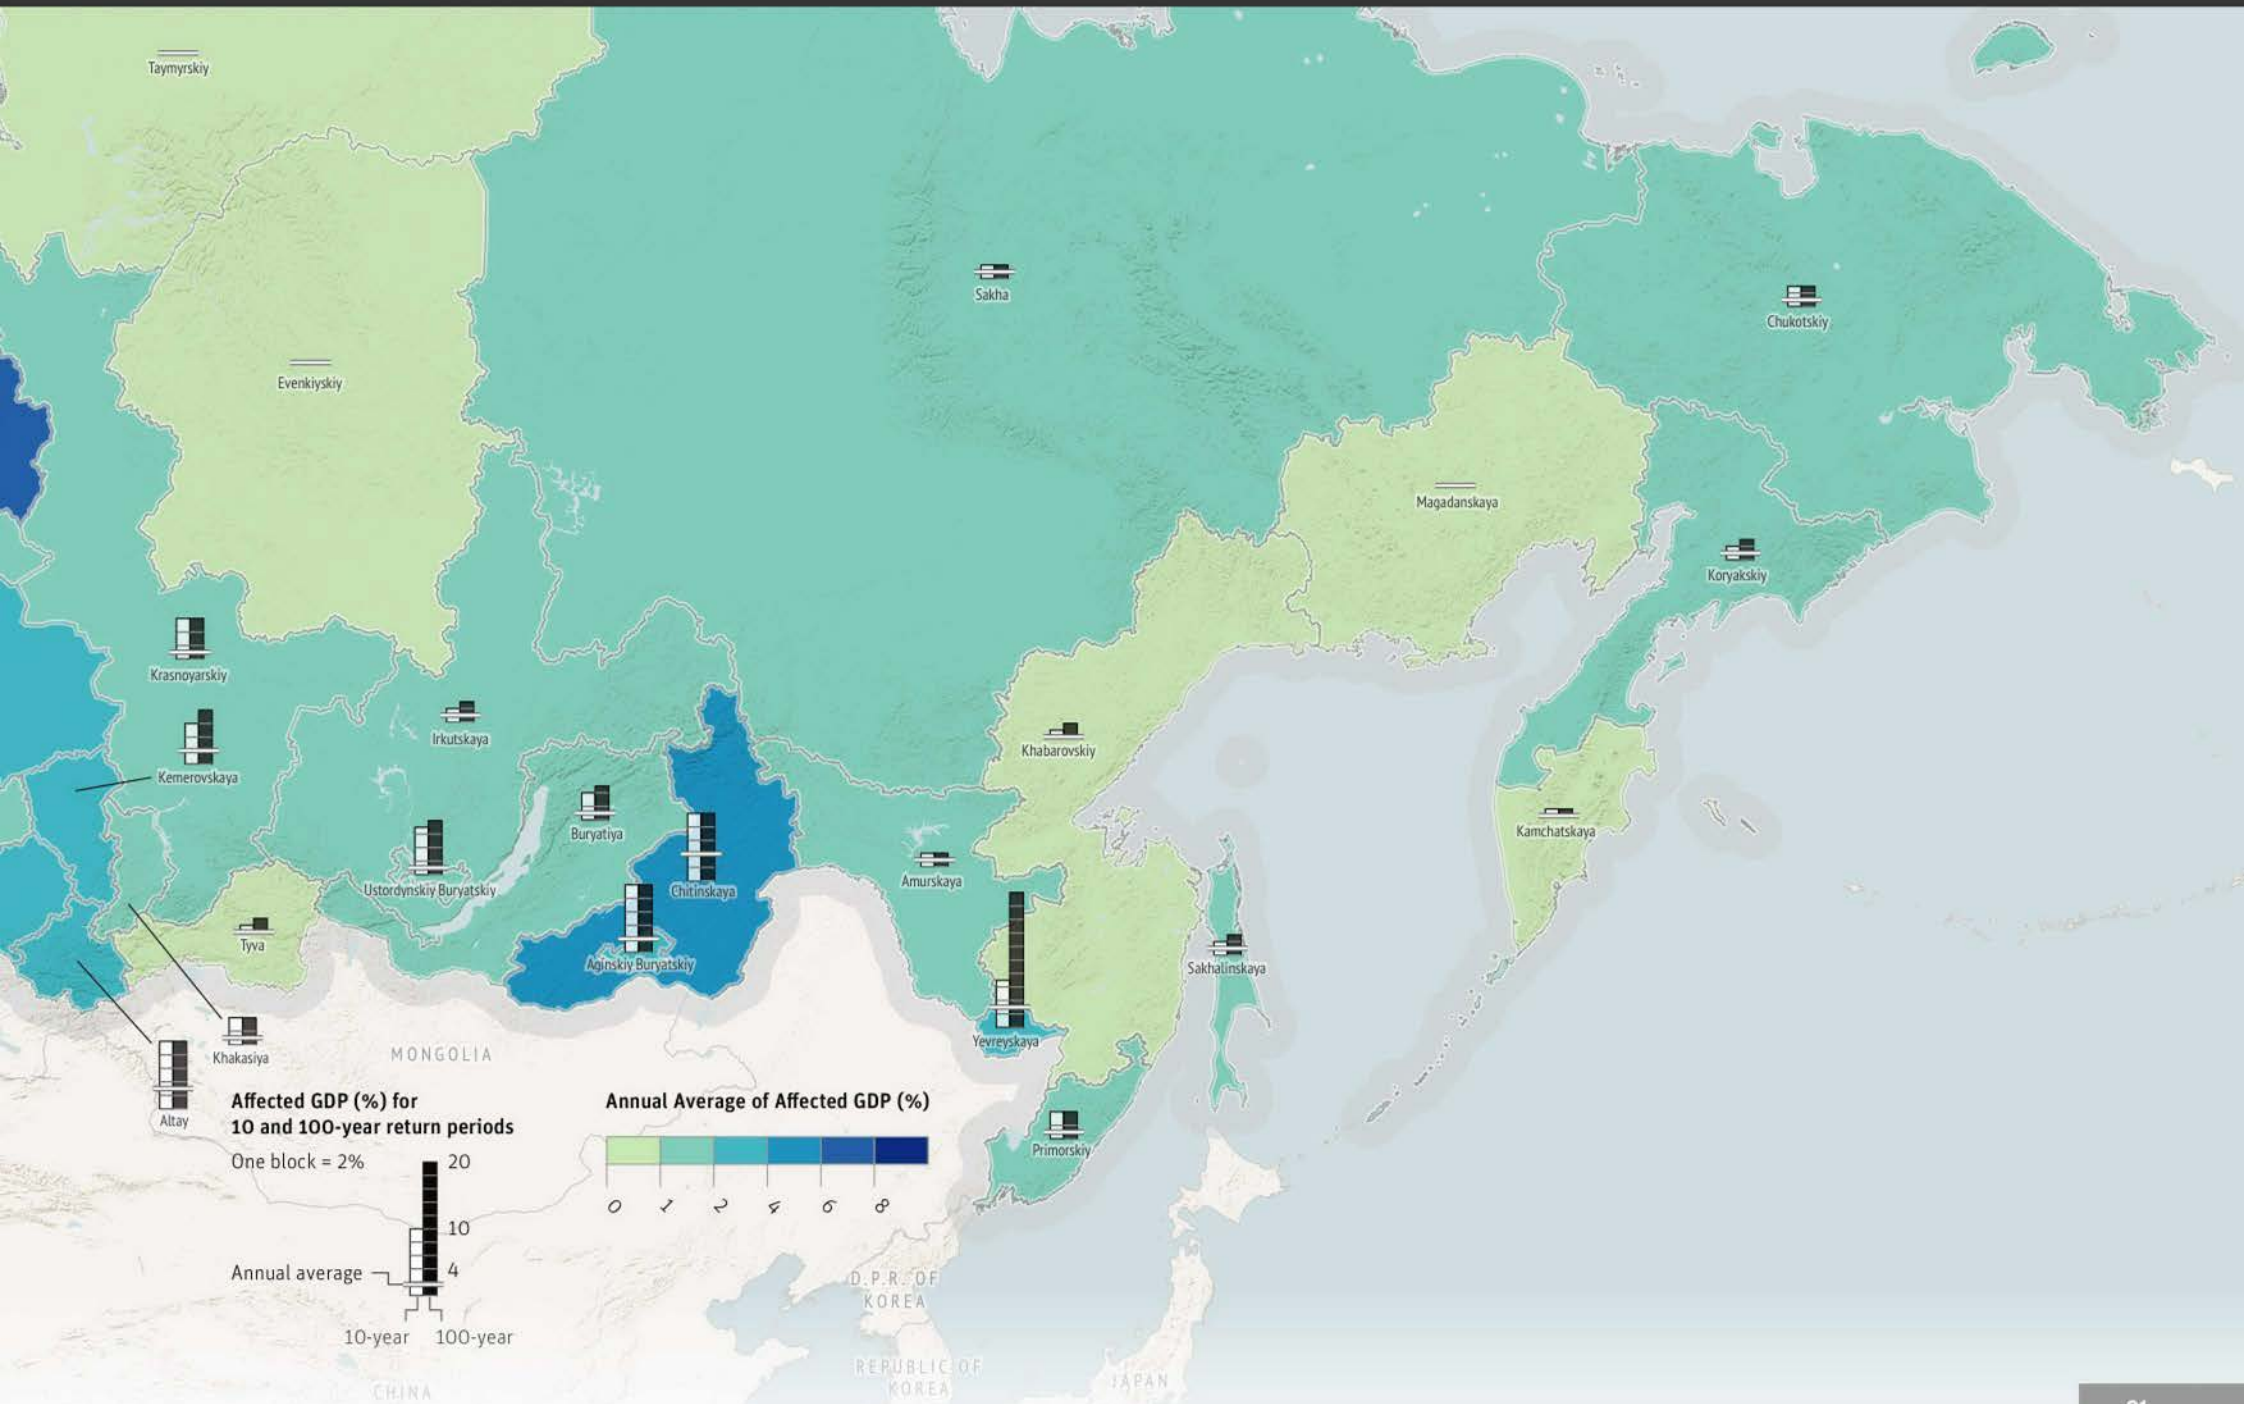 Taymyrskiy
Sakha
Chukotskiy
Evenkiyskiy
Magadanskaya
Koryakskiy
Krasnoyarskiy
Irkutskaya
Khabarovskiy
Kemerovskaya
Buryatiya
Kamchatskaya
Ustordynskiy Buryatskiy
Chitinskaya
Amurskaya
Tyva
Aginskiy Buryatskiy
Sakhalinskaya
Yevreyskaya
Khakasiya
MONGOLIA
Altay
Primorskiy
Affected GDP (%) for
10 and 100-year return periods
One block = 2%
20
10
4
Annual average
10-year 100-year
Annual Average of Affected GDP (%)
0 1 2 4 6 8
D.P.R. OF
KOREA
REPUBLIC OF
KOREA
JAPAN
CHINA